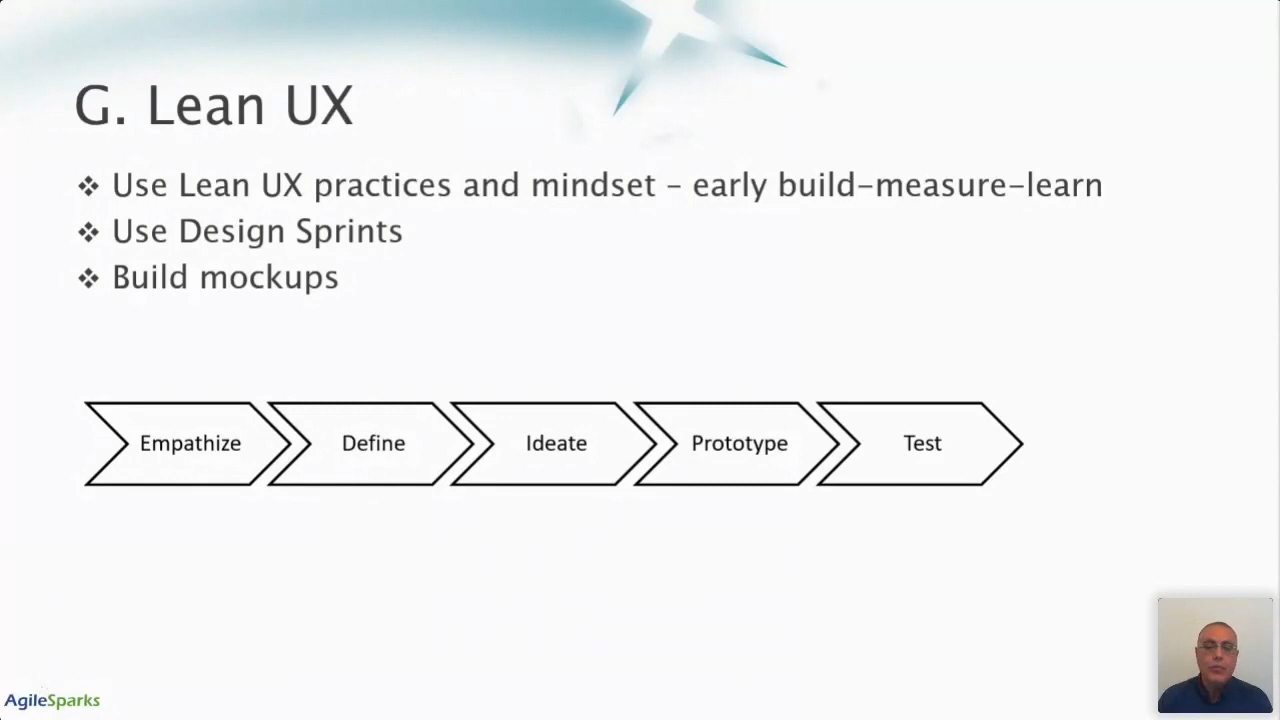 G. Lean UX
❖ Use Lean UX practices and mindset – early build-measure-learn
❖ Use Design Sprints
❖ Build mockups
Empathize
Define
Ideate
Prototype
Test
AgileSparks